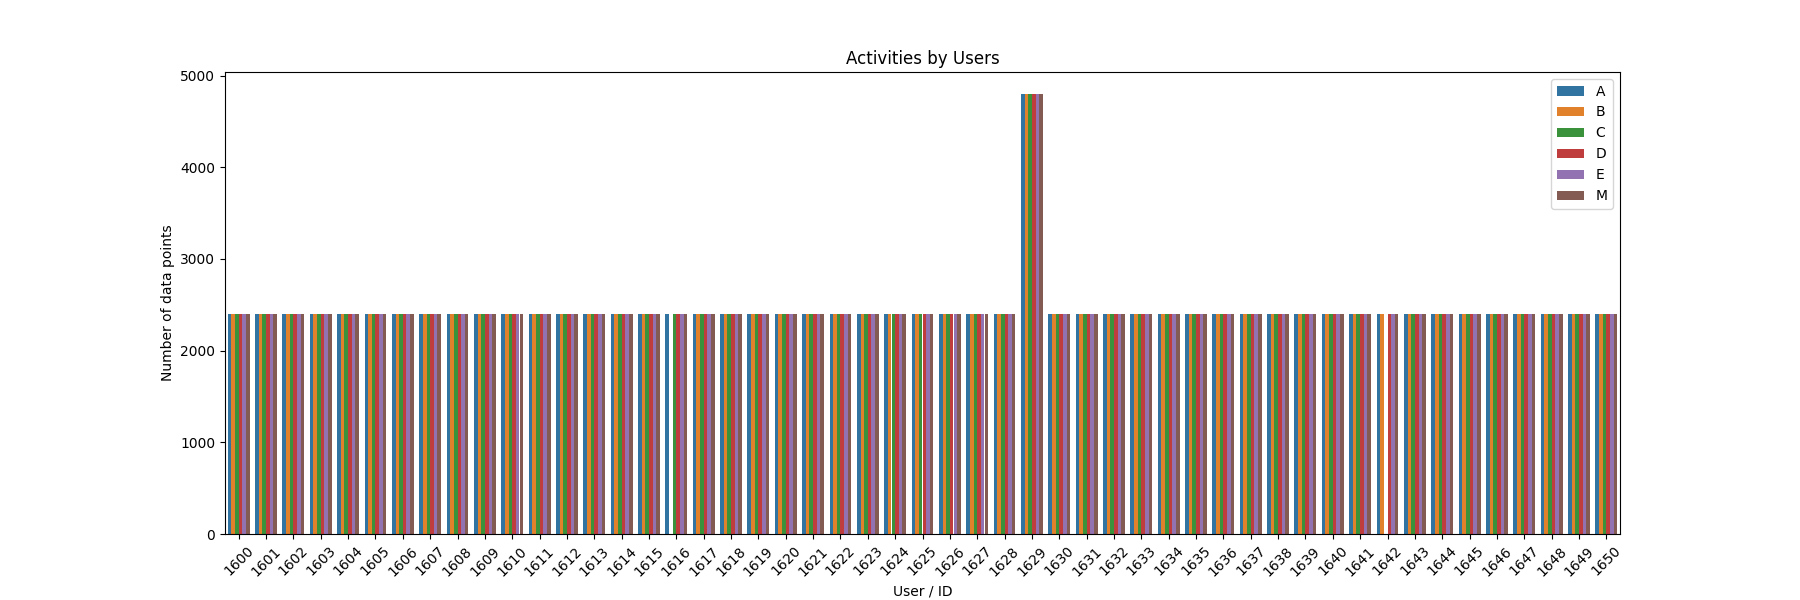 Activities by Users
5000
4000
3000
2000
1000
0
Number of data points
A
B
C
D
E
M
1600 1601 1602 1603 1604 1605 1606 1607 1608 1609 1610 1611 1612 1613 1614 1615 1616 1617 1618 1619 1620 1621 1622 1623 1624 1625 1626 1627 1628 1629 1630 1631 1632 1633 1634 1635 1636 1637 1638 1639 1640 1641 1642 1643 1644 1645 1646 1647 1648 1649 1650
User / ID